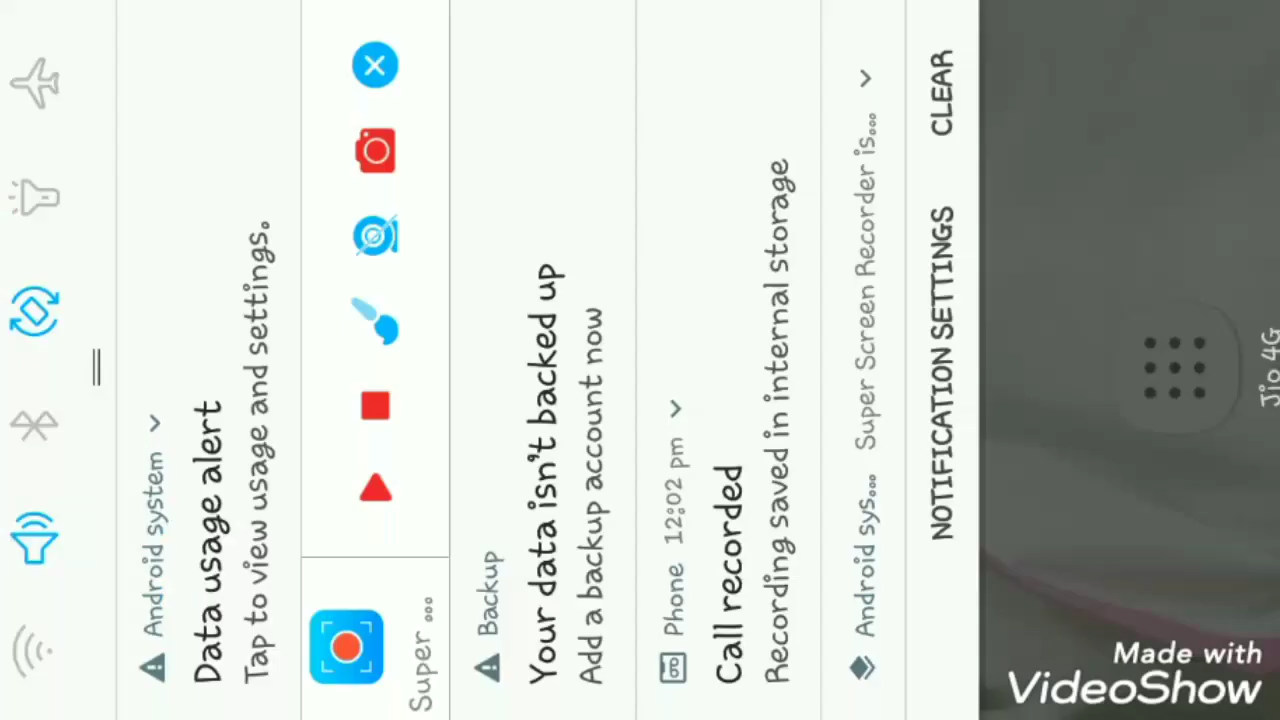 Android system
Data usage alert
Tap to view usage and settings.
Super ...
Backup
Your data isn't backed up
Add a backup account now
Phone 12:02 pm
Call recorded
Recording saved in internal storage
Android sys... Super Screen Recorder is...
NOTIFICATION SETTINGS CLEAR
Jio 4G
Made with
VideoShow